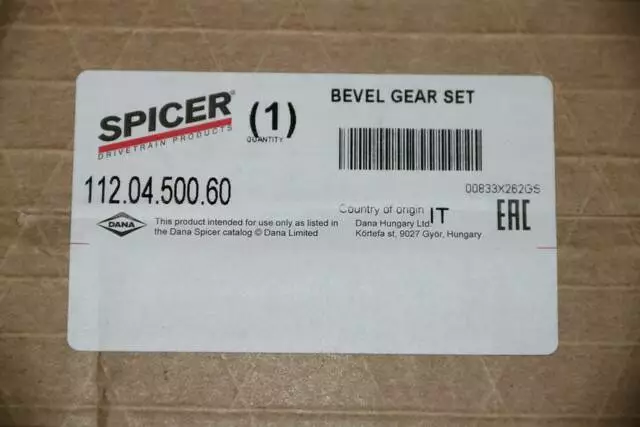 SPICER®
DRIVETRAIN PRODUCTS
(1)
QUANTITY
BEVEL GEAR SET
00833X262GS
112.04.500.60
DANA
This product intended for use only as listed in
the Dana Spicer catalog © Dana Limited
Country of origin IT
Dana Hungary Ltd.
Körtefa st, 9027 Györ, Hungary
EAC